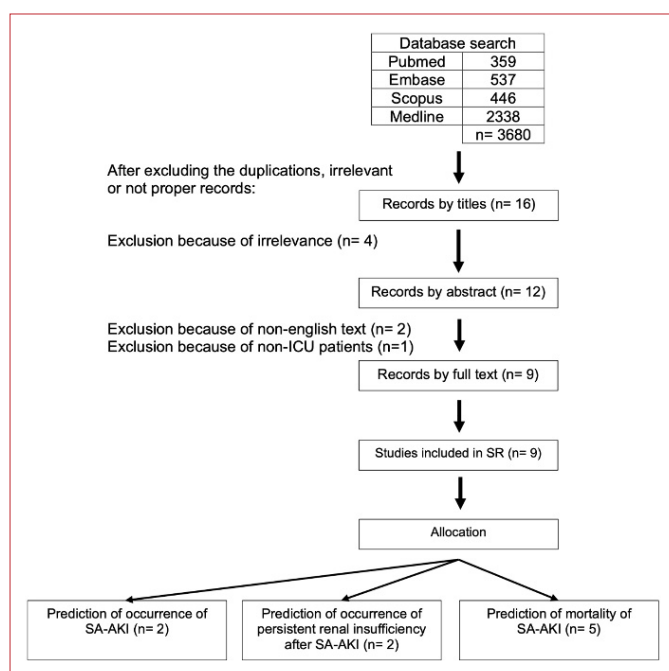 Database search
Pubmed 359
Embase 537
Scopus 446
Medline 2338
n= 3680
After excluding the duplications, irrelevant
or not proper records:
Records by titles (n= 16)
Exclusion because of irrelevance (n= 4)
Records by abstract (n= 12)
Exclusion because of non-english text (n= 2)
Exclusion because of non-ICU patients (n=1)
Records by full text (n= 9)
Studies included in SR (n= 9)
Allocation
Prediction of occurrence of
SA-AKI (n= 2)
Prediction of occurrence of
persistent renal insufficiency
after SA-AKI (n= 2)
Prediction of mortality of
SA-AKI (n= 5)